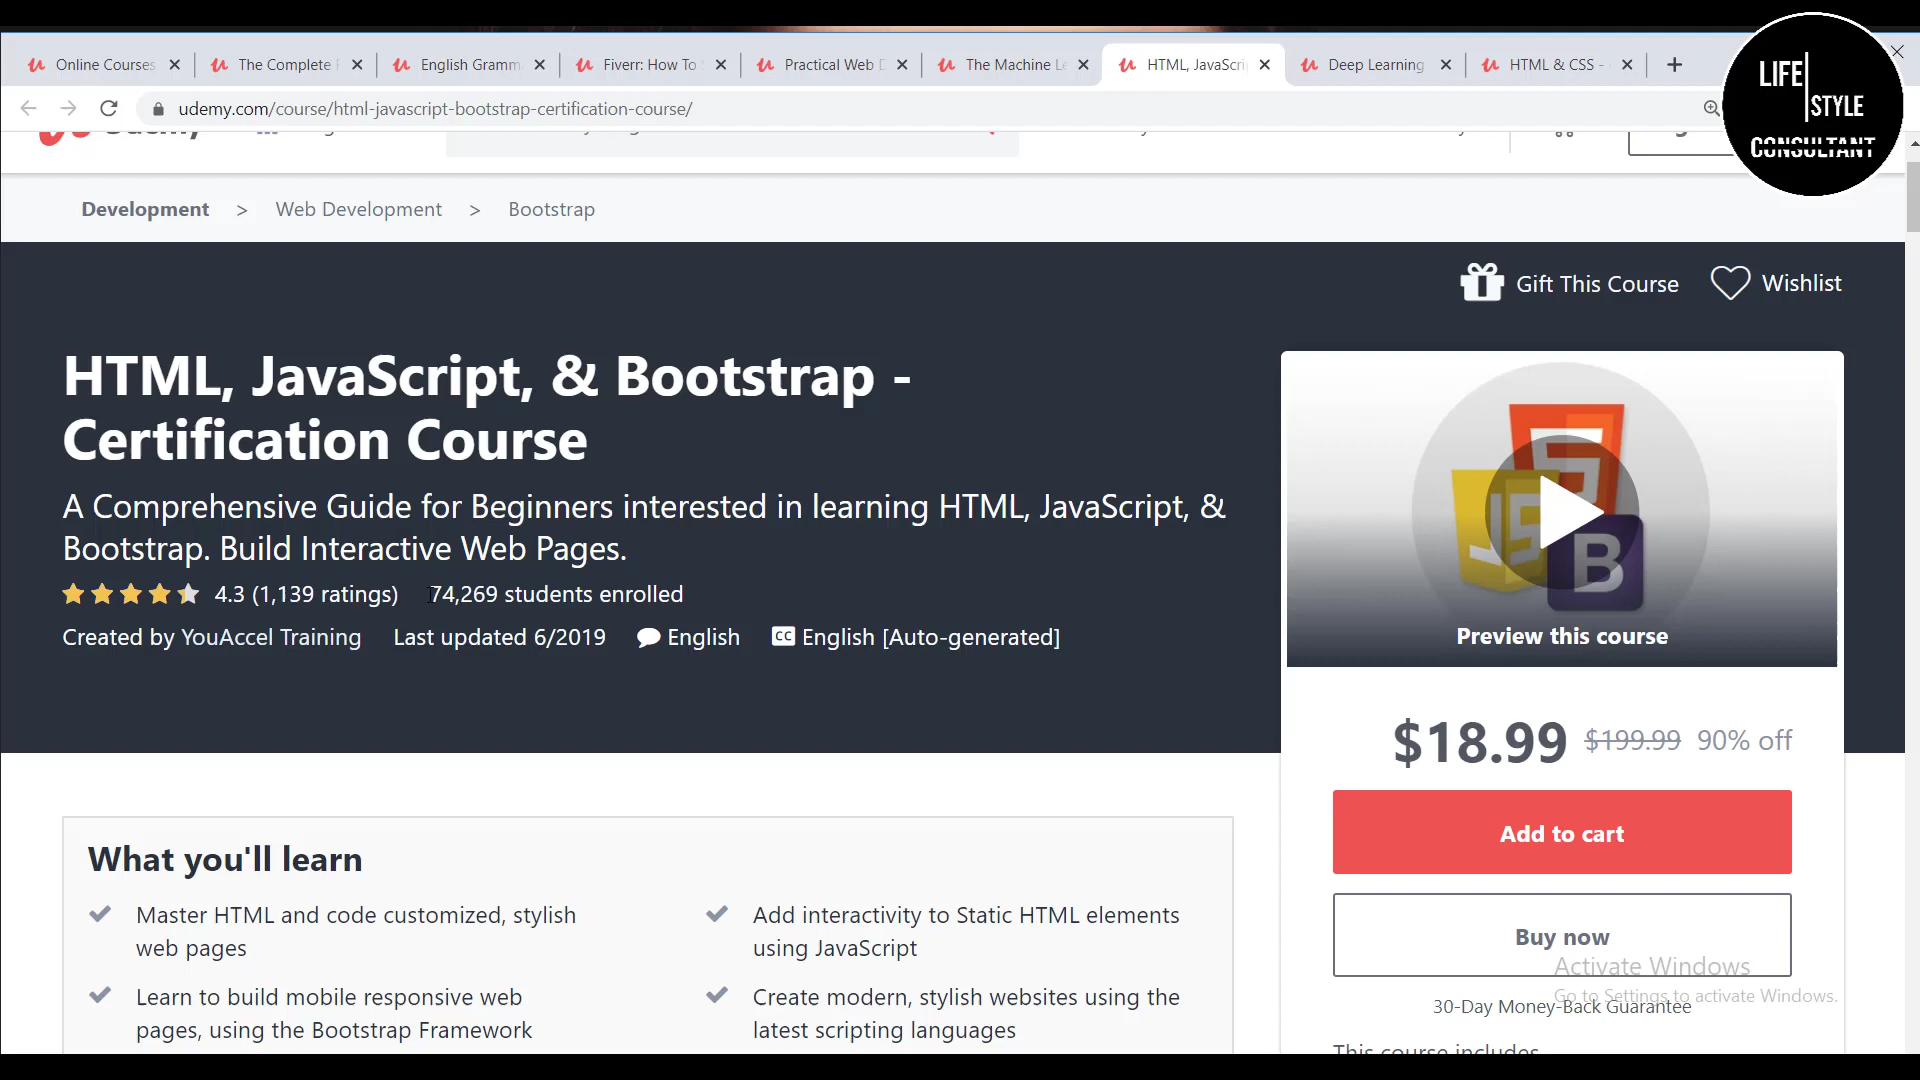 Online Courses
The Complete
English Gramm
Fiverr: How To
Practical Web D
The Machine Le
HTML, JavaScri
Deep Learning
HTML & CSS -
LIFE
STYLE
CONSULTANT
udemy.com/course/html-javascript-bootstrap-certification-course/
Development > Web Development > Bootstrap
Gift This Course
Wishlist
HTML, JavaScript, & Bootstrap -
Certification Course
A Comprehensive Guide for Beginners interested in learning HTML, JavaScript, &
Bootstrap. Build Interactive Web Pages.
4.3 (1,139 ratings) 74,269 students enrolled
Created by YouAccel Training Last updated 6/2019 English CC English [Auto-generated]
Preview this course
$18.99 $199.99 90% off
Add to cart
Buy now
Activate Windows
Go to Settings to activate Windows.
30-Day Money-Back Guarantee
This course includes
What you'll learn
Master HTML and code customized, stylish
web pages
Add interactivity to Static HTML elements
using JavaScript
Learn to build mobile responsive web
pages, using the Bootstrap Framework
Create modern, stylish websites using the
latest scripting languages